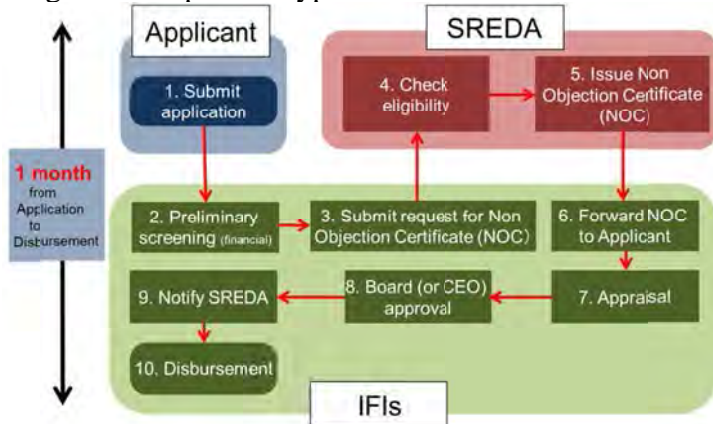 Applicant
SREDA
1. Submit
application
4. Check
eligibility
5. Issue Non
Objection Certificate
(NOC)
1 month
from
Application
to
Disbursement
2. Preliminary
screening (financial)
3. Submit request for Non
Objection Certificate (NOC)
6. Forward NOC
to Applicant
9. Notify SREDA
8. Board (or CEO)
approval
7. Appraisal
10. Disbursement
IFIs